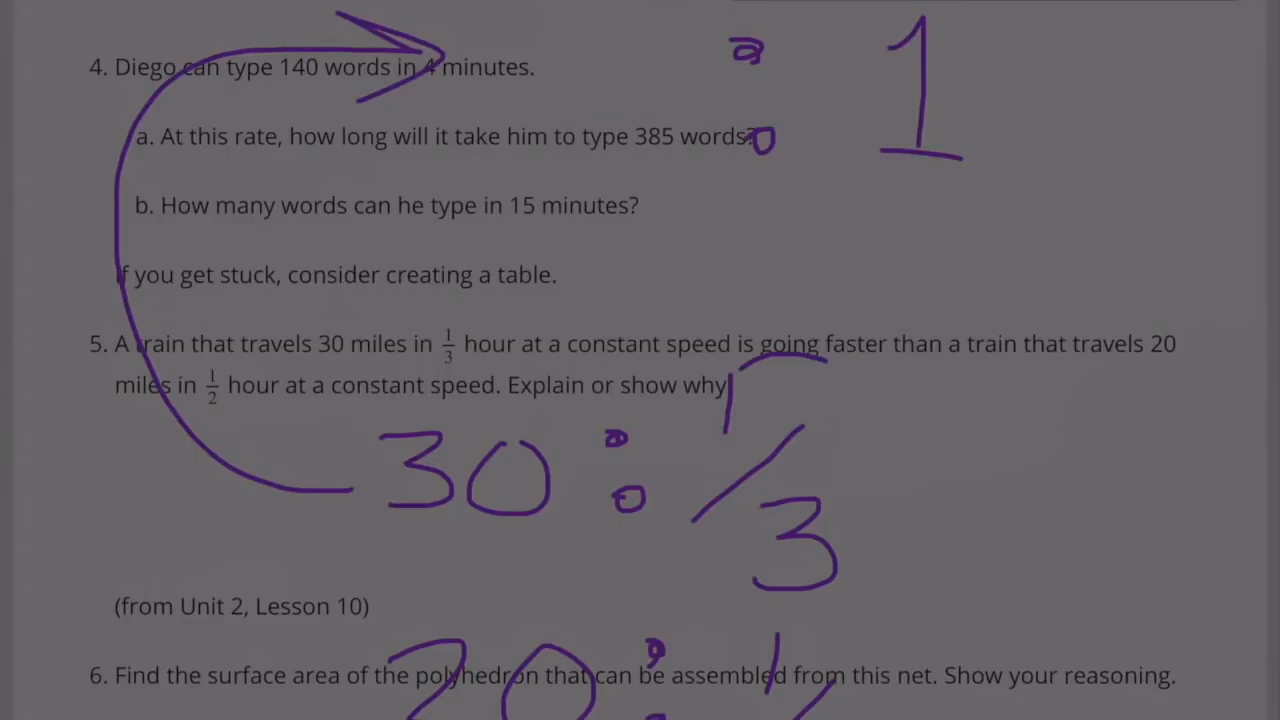 : 1
4. Diego can type 140 words in 4 minutes.
a. At this rate, how long will it take him to type 385 words?
b. How many words can he type in 15 minutes?
If you get stuck, consider creating a table.
5. A train that travels 30 miles in 1/3 hour at a constant speed is going faster than a train that travels 20
miles in 1/2 hour at a constant speed. Explain or show why
30 : 1/3
(from Unit 2, Lesson 10)
20 : 1/
6. Find the surface area of the polyhedron that can be assembled from this net. Show your reasoning.